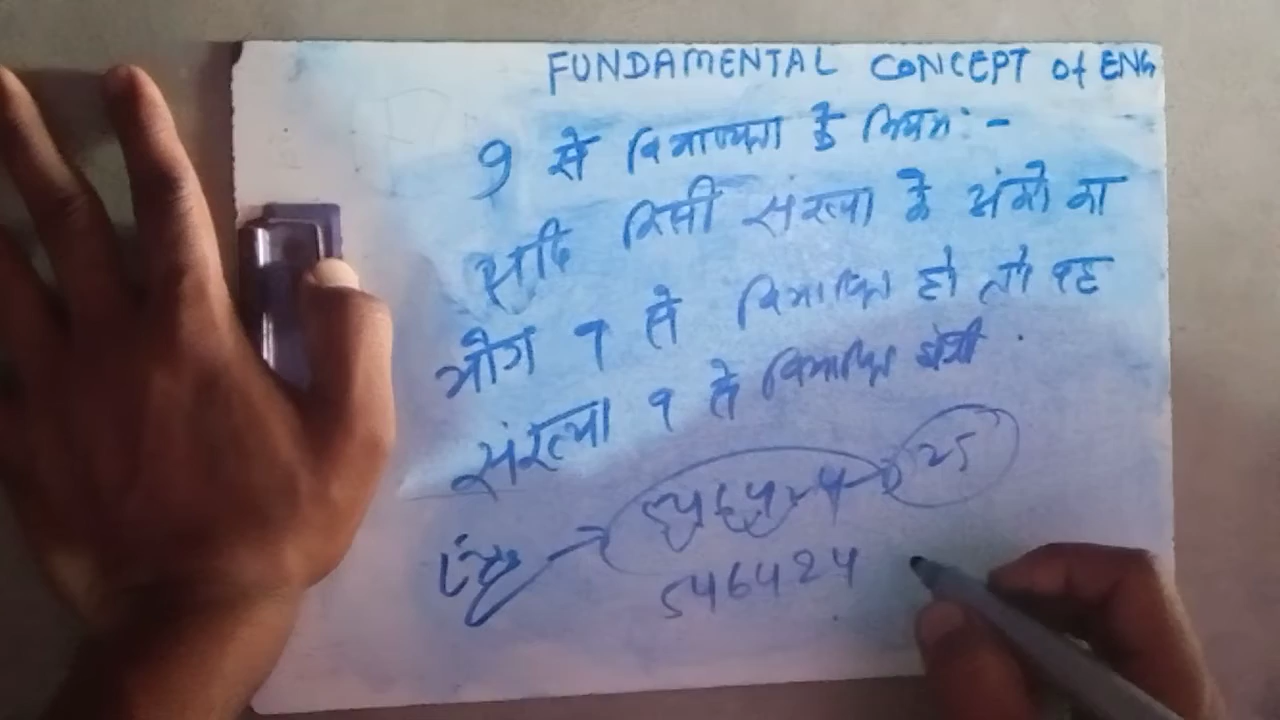 FUNDAMENTAL CONCEPT Of ENG
9 से विभाज्यता के नियम: -
यदि किसी संख्या के अंको का
योग 9 से विभाजित हो तो वह
संख्या 9 से विभाजित होगी .
25
546424